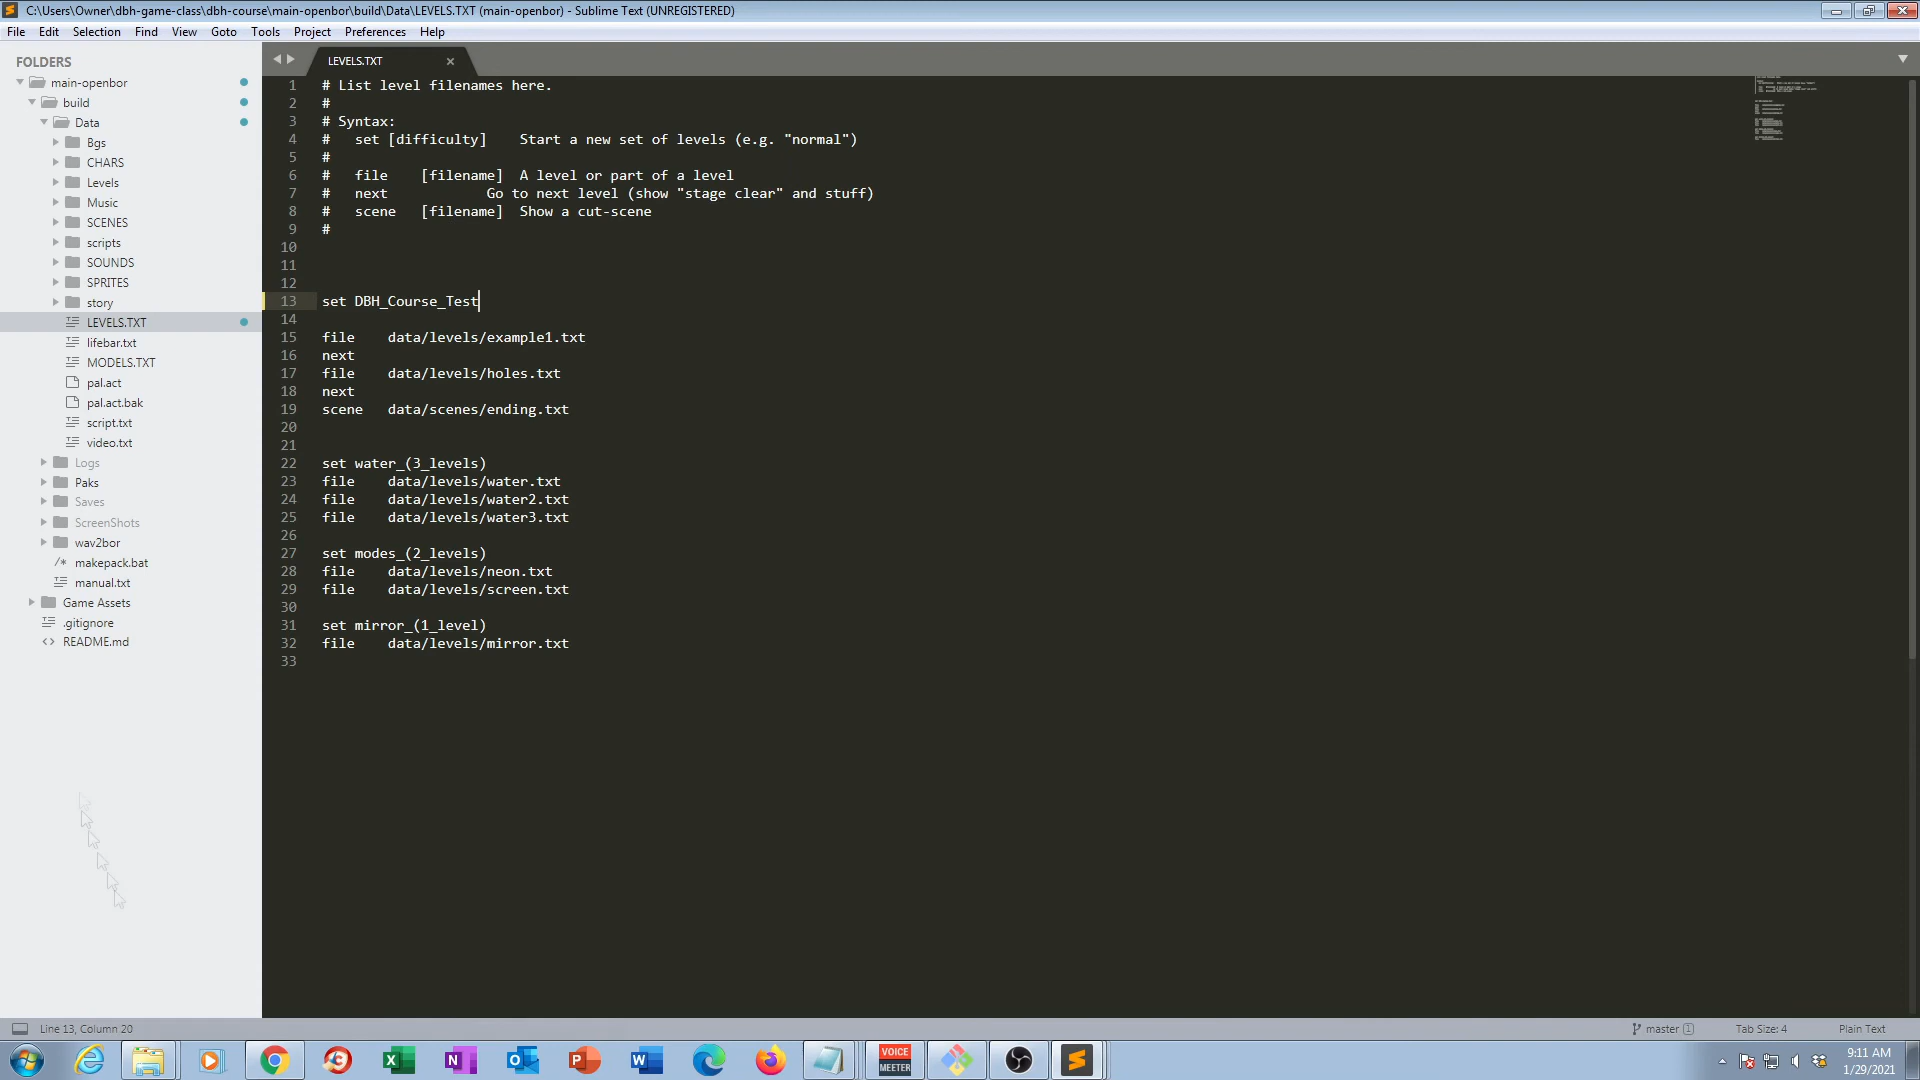 C:\Users\Owner\dbh-game-class\dbh-course\main-openbor\build\Data\LEVELS.TXT (main-openbor) - Sublime Text (UNREGISTERED)
File Edit Selection Find View Goto Tools Project Preferences Help
FOLDERS
main-openbor
build
Data
Bgs
CHARS
Levels
Music
SCENES
scripts
SOUNDS
SPRITES
story
LEVELS.TXT
lifebar.txt
MODELS.TXT
pal.act
pal.act.bak
script.txt
video.txt
Logs
Paks
Saves
ScreenShots
wav2bor
makepack.bat
manual.txt
Game Assets
.gitignore
README.md
LEVELS.TXT
1 # List level filenames here.
2 #
3 # Syntax:
4 #   set [difficulty]    Start a new set of levels (e.g. "normal")
5 #
6 #   file    [filename]  A level or part of a level
7 #   next            Go to next level (show "stage clear" and stuff)
8 #   scene   [filename]  Show a cut-scene
9 #
10
11
12
13 set DBH_Course_Test
14
15 file    data/levels/example1.txt
16 next
17 file    data/levels/holes.txt
18 next
19 scene   data/scenes/ending.txt
20
21
22 set water_(3_levels)
23 file    data/levels/water.txt
24 file    data/levels/water2.txt
25 file    data/levels/water3.txt
26
27 set modes_(2_levels)
28 file    data/levels/neon.txt
29 file    data/levels/screen.txt
30
31 set mirror_(1_level)
32 file    data/levels/mirror.txt
33
Line 13, Column 20
master 1
Tab Size: 4
Plain Text
VOICE
MEETER
9:11 AM
1/29/2021